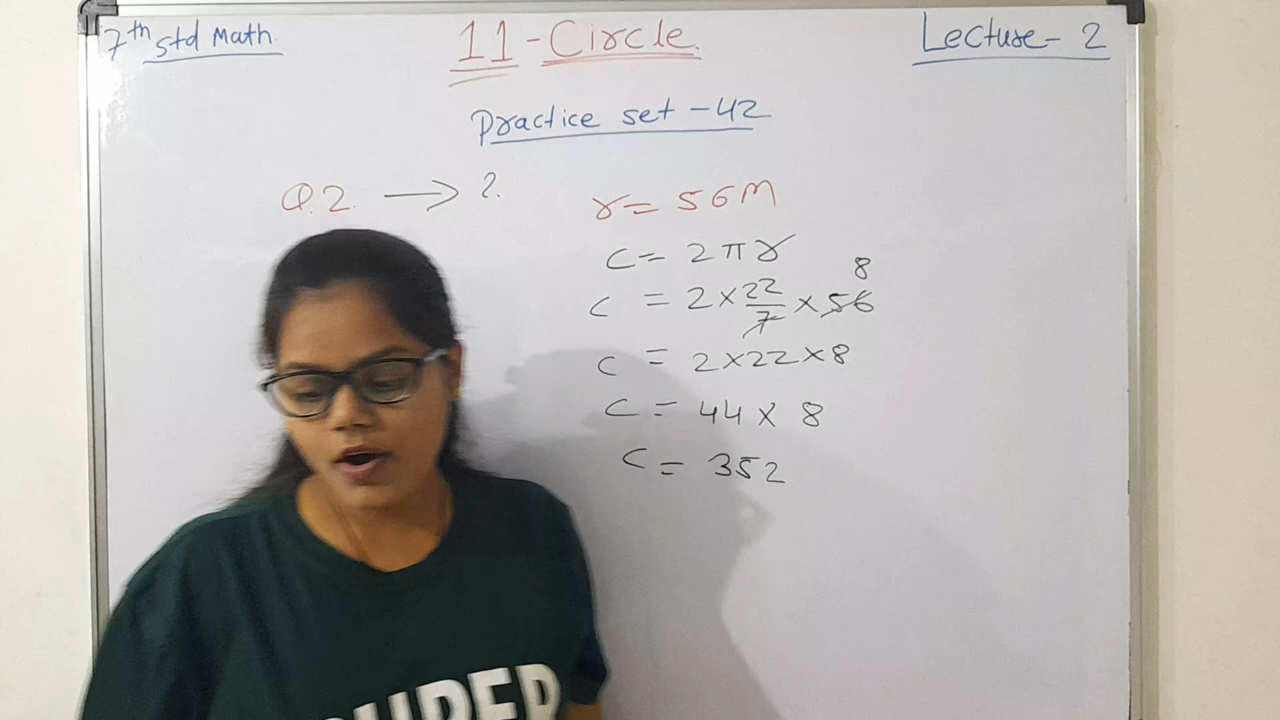 7th std Math
11-Circle.
Lecture-2
Practice set-42
Q.2. → 2.
r= 56M
C= 2πr
C = 2×22/7×56 8
C = 2×22×8
C= 44× 8
C= 352
SUPER